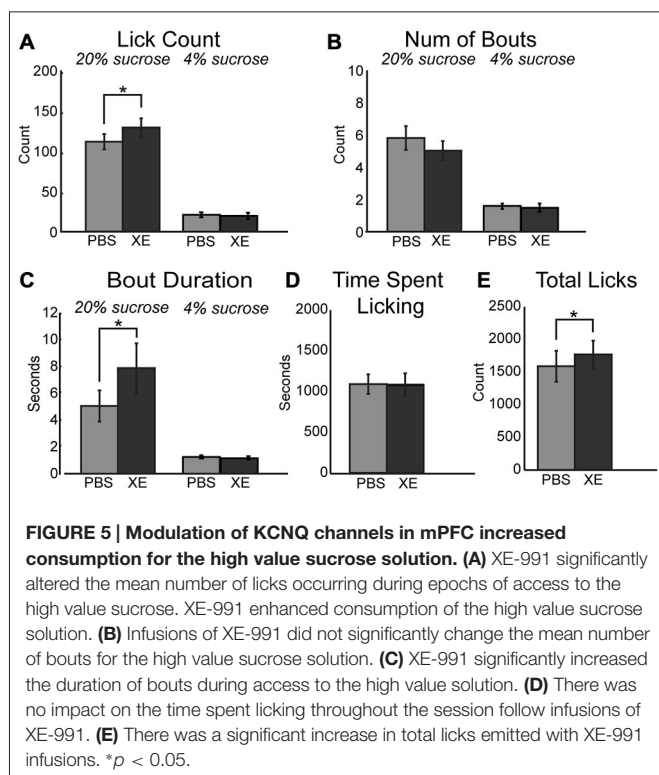 A Lick Count
20% sucrose 4% sucrose
200
150
100
50
0
Count
*
PBS XE PBS XE
B Num of Bouts
20% sucrose 4% sucrose
10
8
6
4
2
0
Count
PBS XE PBS XE
C Bout Duration
20% sucrose 4% sucrose
12
10
8
6
4
2
0
Seconds
*
PBS XE PBS XE
D Time Spent
Licking
2000
1500
1000
500
0
Seconds
PBS XE
E Total Licks
2500
2000
1500
1000
500
0
Count
*
PBS XE
FIGURE 5 | Modulation of KCNQ channels in mPFC increased
consumption for the high value sucrose solution. (A) XE-991 significantly
altered the mean number of licks occurring during epochs of access to the
high value sucrose. XE-991 enhanced consumption of the high value sucrose
solution. (B) Infusions of XE-991 did not significantly change the mean number
of bouts for the high value sucrose solution. (C) XE-991 significantly increased
the duration of bouts during access to the high value solution. (D) There was
no impact on the time spent licking throughout the session follow infusions of
XE-991. (E) There was a significant increase in total licks emitted with XE-991
infusions. *p < 0.05.